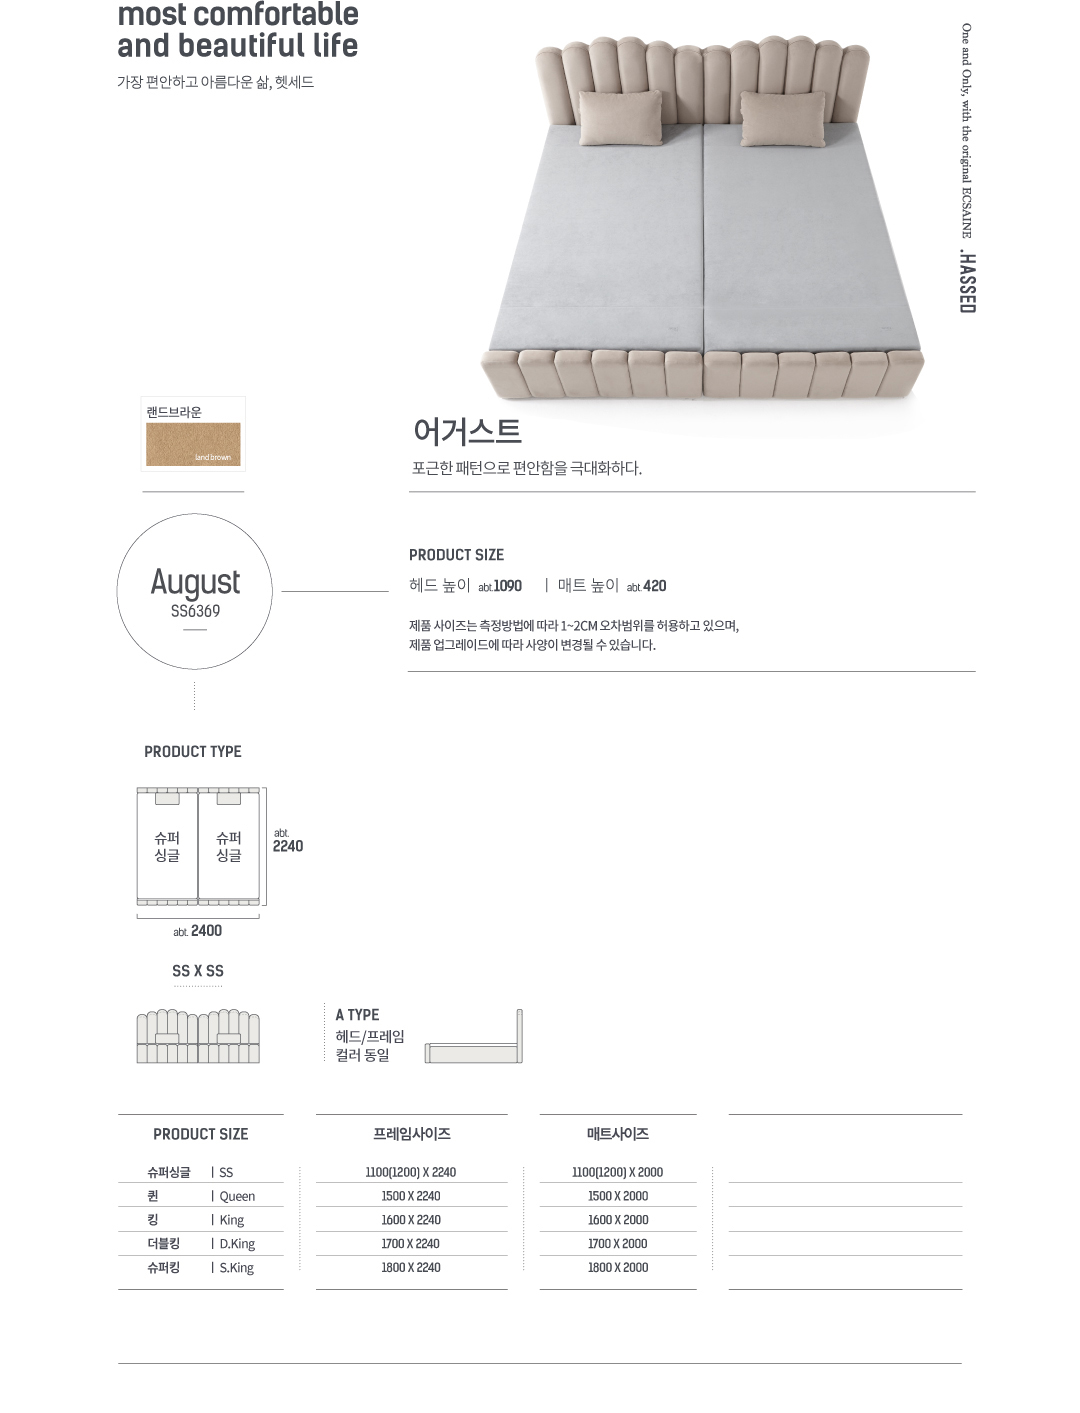 most comfortable
and beautiful life
가장 편안하고 아름다운 삶, 헷세드
One and Only, with the original ECSAINE .HASSED
랜드브라운
land brown
어거스트
포근한 패턴으로 편안함을 극대화하다.
August
SS6369
PRODUCT SIZE
헤드 높이 abt.1090 | 매트 높이 abt.420
제품 사이즈는 측정방법에 따라 1~2CM 오차범위를 허용하고 있으며,
제품 업그레이드에 따라 사양이 변경될 수 있습니다.
PRODUCT TYPE
슈퍼 싱글
슈퍼 싱글
abt.
2240
abt. 2400
SS X SS
A TYPE
헤드/프레임
컬러 동일
PRODUCT SIZE 프레임사이즈 매트사이즈
슈퍼싱글 | SS 1100(1200) X 2240 1100(1200) X 2000
퀸 | Queen 1500 X 2240 1500 X 2000
킹 | King 1600 X 2240 1600 X 2000
더블킹 | D.King 1700 X 2240 1700 X 2000
슈퍼킹 | S.King 1800 X 2240 1800 X 2000